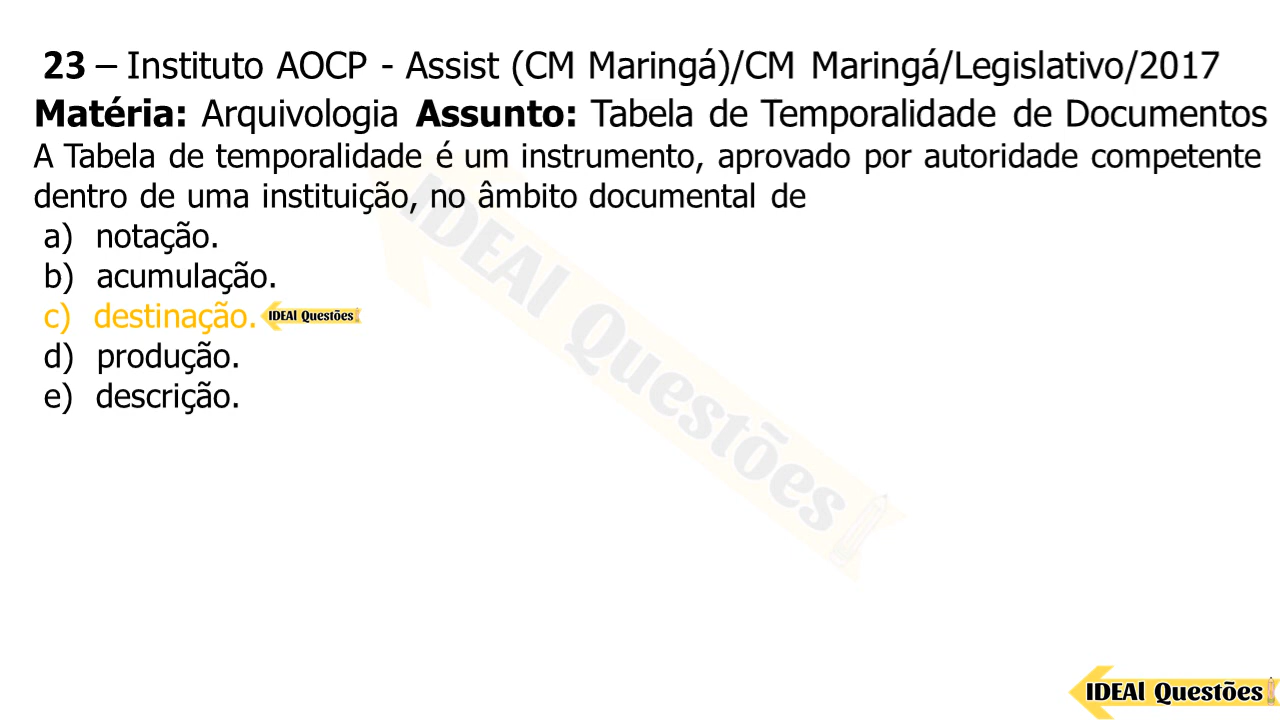 23 – Instituto AOCP - Assist (CM Maringá)/CM Maringá/Legislativo/2017
Matéria: Arquivologia Assunto: Tabela de Temporalidade de Documentos
A Tabela de temporalidade é um instrumento, aprovado por autoridade competente
dentro de uma instituição, no âmbito documental de
a) notação.
b) acumulação.
c) destinação. IDEAl Questões
d) produção.
e) descrição.
IDEAl Questões
IDEAl Questões